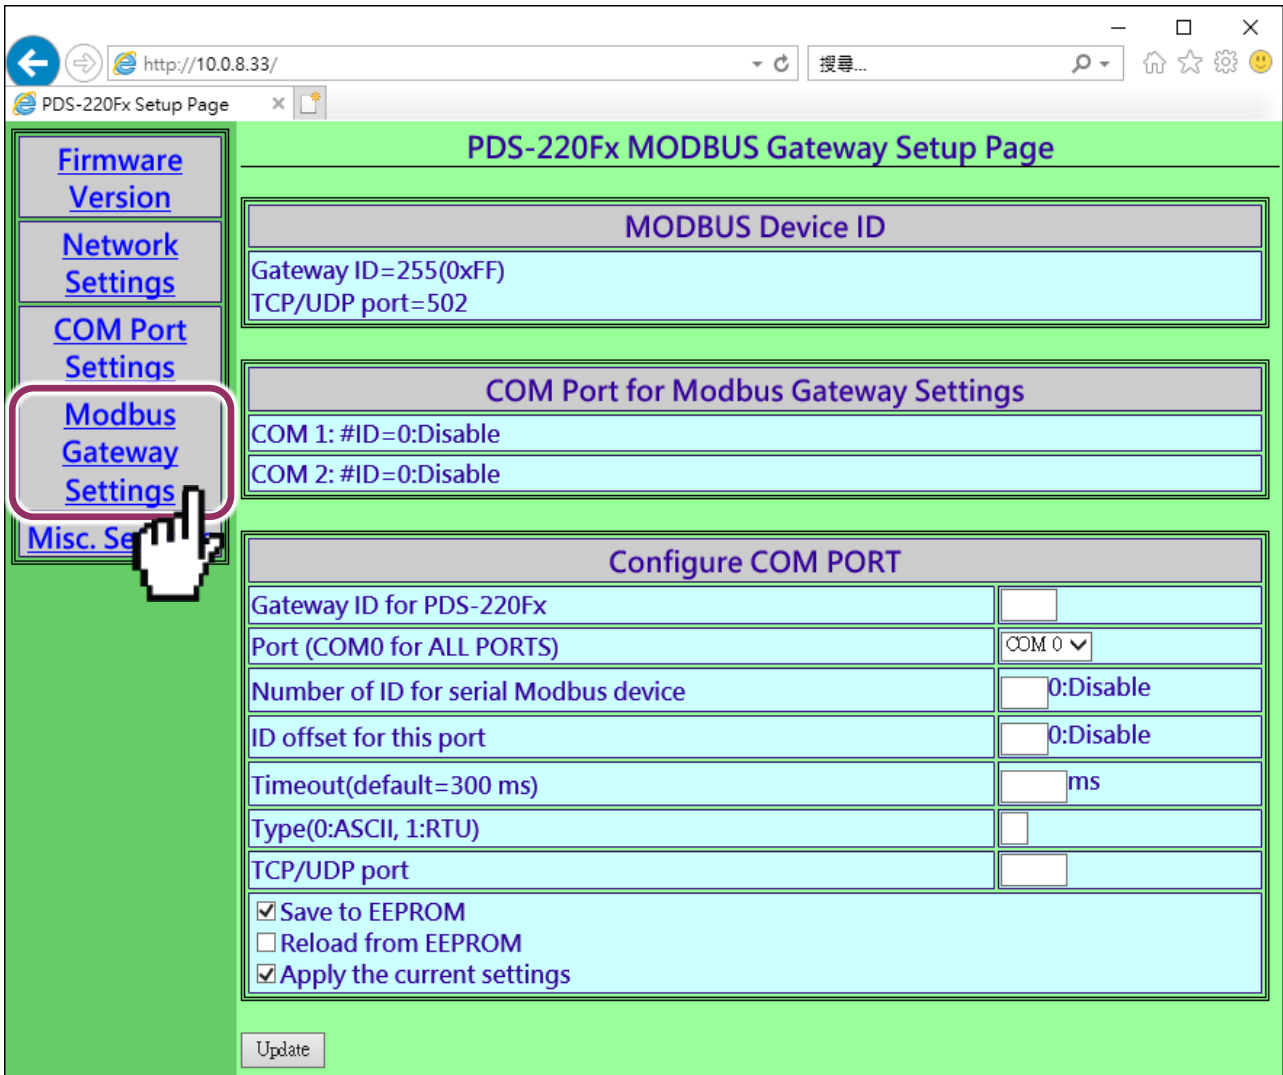 http://10.0.8.33/
搜尋...
PDS-220Fx Setup Page
Firmware
Version
Network
Settings
COM Port
Settings
Modbus
Gateway
Settings
Misc.
PDS-220Fx MODBUS Gateway Setup Page
MODBUS Device ID
Gateway ID=255(0xFF)
TCP/UDP port=502
COM Port for Modbus Gateway Settings
COM 1: #ID=0:Disable
COM 2: #ID=0:Disable
Configure COM PORT
Gateway ID for PDS-220Fx
Port (COM0 for ALL PORTS) COM 0
Number of ID for serial Modbus device 0:Disable
ID offset for this port 0:Disable
Timeout(default=300 ms) ms
Type(0:ASCII, 1:RTU)
TCP/UDP port
Save to EEPROM
Reload from EEPROM
Apply the current settings
Update